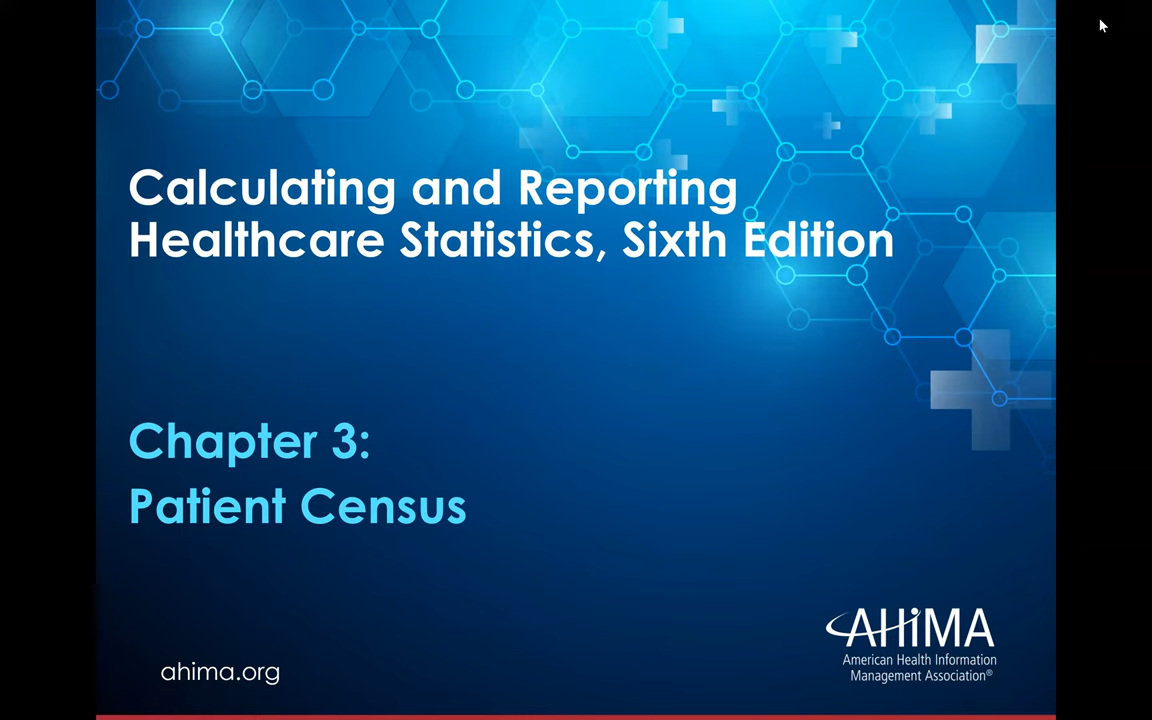 Calculating and Reporting
Healthcare Statistics, Sixth Edition
Chapter 3:
Patient Census
AHiMA
American Health Information
Management Association®
ahima.org